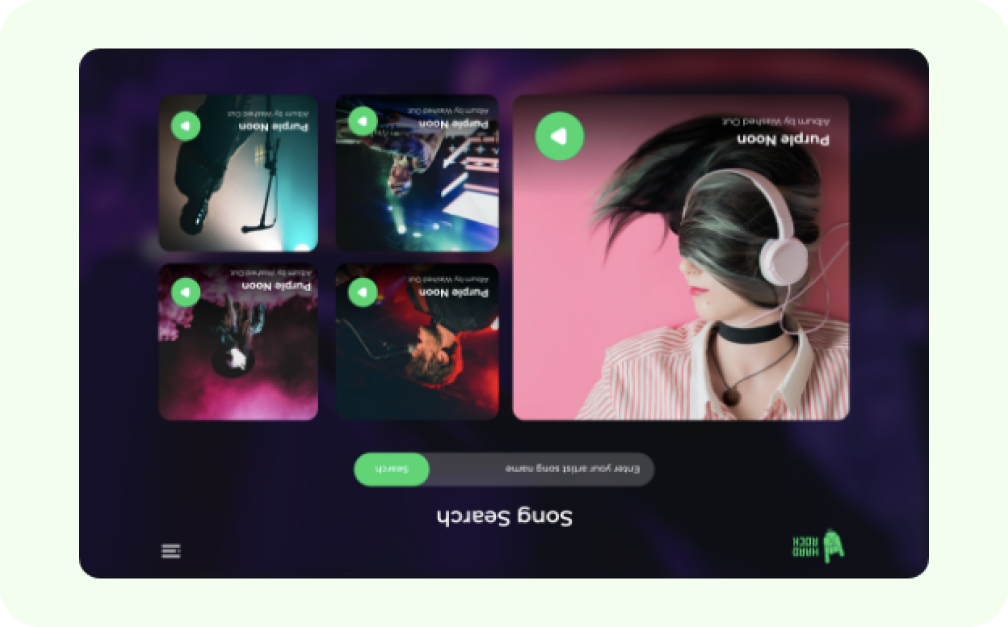 HARD
ROCK
Song Search
Enter your artist song name
Search
Purple Noon
Album by Washed Out
Purple Noon
Album by Washed Out
Purple Noon
Album by Washed Out
Purple Noon
Album by Washed Out
Purple Noon
Album by Washed Out